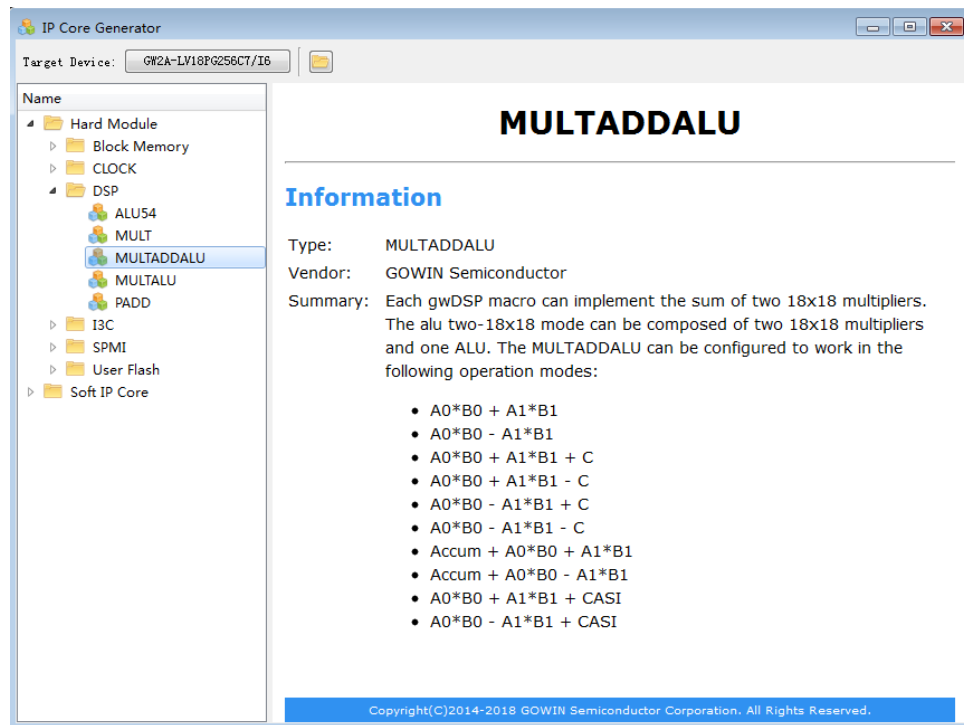 IP Core Generator
Target Device: GW2A-LV18PG256C7/I6
Name
Hard Module
Block Memory
CLOCK
DSP
ALU54
MULT
MULTADDALU
MULTALU
PADD
I3C
SPMI
User Flash
Soft IP Core
MULTADDALU
Information
Type: MULTADDALU
Vendor: GOWIN Semiconductor
Summary: Each gwDSP macro can implement the sum of two 18x18 multipliers.
The alu two-18x18 mode can be composed of two 18x18 multipliers
and one ALU. The MULTADDALU can be configured to work in the
following operation modes:
• A0*B0 + A1*B1
• A0*B0 - A1*B1
• A0*B0 + A1*B1 + C
• A0*B0 + A1*B1 - C
• A0*B0 - A1*B1 + C
• A0*B0 - A1*B1 - C
• Accum + A0*B0 + A1*B1
• Accum + A0*B0 - A1*B1
• A0*B0 + A1*B1 + CASI
• A0*B0 - A1*B1 + CASI
Copyright(C)2014-2018 GOWIN Semiconductor Corporation. All Rights Reserved.